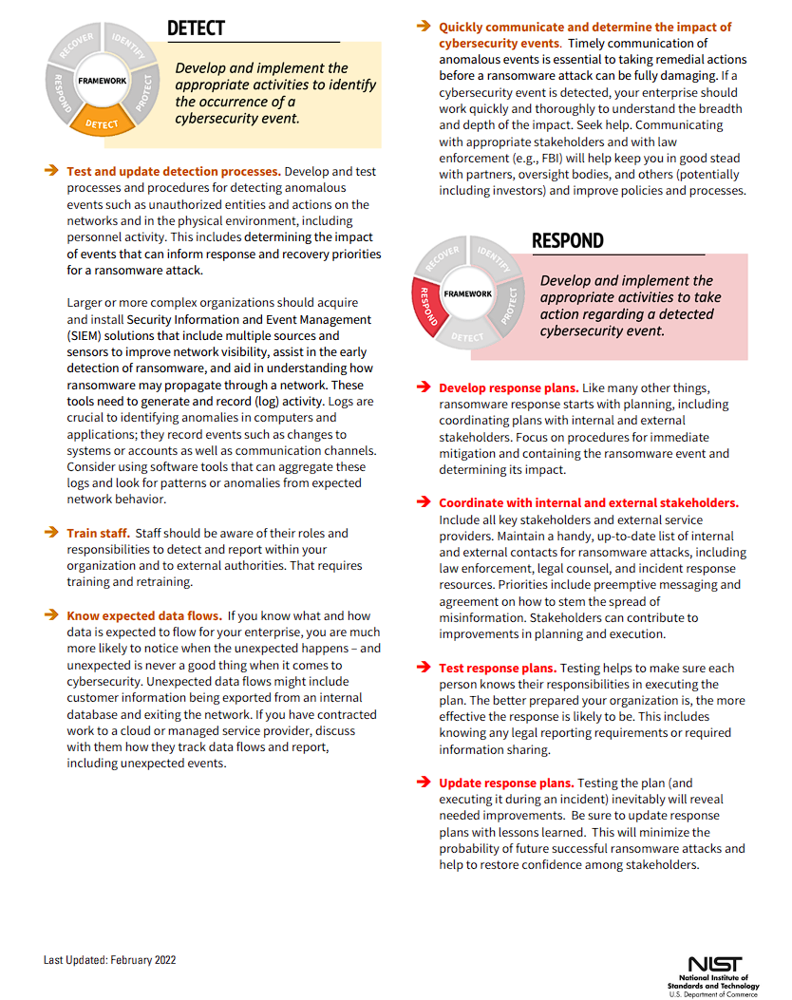 DETECT
RECOVER
IDENTIFY
PROTECT
DETECT
RESPOND
FRAMEWORK
Develop and implement the
appropriate activities to identify
the occurrence of a
cybersecurity event.
Test and update detection processes. Develop and test
processes and procedures for detecting anomalous
events such as unauthorized entities and actions on the
networks and in the physical environment, including
personnel activity. This includes determining the impact
of events that can inform response and recovery priorities
for a ransomware attack.
Larger or more complex organizations should acquire
and install Security Information and Event Management
(SIEM) solutions that include multiple sources and
sensors to improve network visibility, assist in the early
detection of ransomware, and aid in understanding how
ransomware may propagate through a network. These
tools need to generate and record (log) activity. Logs are
crucial to identifying anomalies in computers and
applications; they record events such as changes to
systems or accounts as well as communication channels.
Consider using software tools that can aggregate these
logs and look for patterns or anomalies from expected
network behavior.
Train staff. Staff should be aware of their roles and
responsibilities to detect and report within your
organization and to external authorities. That requires
training and retraining.
Know expected data flows. If you know what and how
data is expected to flow for your enterprise, you are much
more likely to notice when the unexpected happens – and
unexpected is never a good thing when it comes to
cybersecurity. Unexpected data flows might include
customer information being exported from an internal
database and exiting the network. If you have contracted
work to a cloud or managed service provider, discuss
with them how they track data flows and report,
including unexpected events.
Quickly communicate and determine the impact of
cybersecurity events. Timely communication of
anomalous events is essential to taking remedial actions
before a ransomware attack can be fully damaging. If a
cybersecurity event is detected, your enterprise should
work quickly and thoroughly to understand the breadth
and depth of the impact. Seek help. Communicating
with appropriate stakeholders and with law
enforcement (e.g., FBI) will help keep you in good stead
with partners, oversight bodies, and others (potentially
including investors) and improve policies and processes.
RESPOND
RECOVER
IDENTIFY
PROTECT
DETECT
RESPOND
FRAMEWORK
Develop and implement the
appropriate activities to take
action regarding a detected
cybersecurity event.
Develop response plans. Like many other things,
ransomware response starts with planning, including
coordinating plans with internal and external
stakeholders. Focus on procedures for immediate
mitigation and containing the ransomware event and
determining its impact.
Coordinate with internal and external stakeholders.
Include all key stakeholders and external service
providers. Maintain a handy, up-to-date list of internal
and external contacts for ransomware attacks, including
law enforcement, legal counsel, and incident response
resources. Priorities include preemptive messaging and
agreement on how to stem the spread of
misinformation. Stakeholders can contribute to
improvements in planning and execution.
Test response plans. Testing helps to make sure each
person knows their responsibilities in executing the
plan. The better prepared your organization is, the more
effective the response is likely to be. This includes
knowing any legal reporting requirements or required
information sharing.
Update response plans. Testing the plan (and
executing it during an incident) inevitably will reveal
needed improvements. Be sure to update response
plans with lessons learned. This will minimize the
probability of future successful ransomware attacks and
help to restore confidence among stakeholders.
Last Updated: February 2022
NIST
National Institute of
Standards and Technology
U.S. Department of Commerce